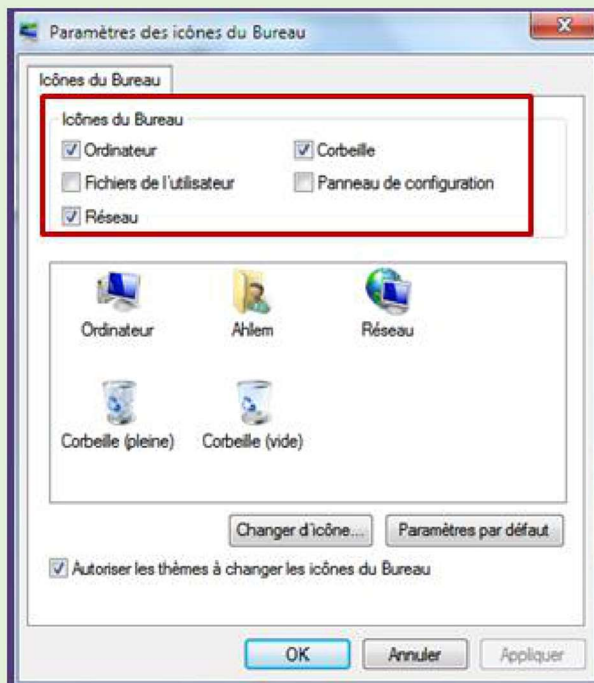 Paramètres des icônes du Bureau
Icônes du Bureau
Icônes du Bureau
Ordinateur Corbeille
Fichiers de l'utilisateur Panneau de configuration
Réseau
Ordinateur Ahlem Réseau
Corbeille (pleine) Corbeille (vide)
Changer d'icône... Paramètres par défaut
Autoriser les thèmes à changer les icônes du Bureau
OK Annuler Appliquer